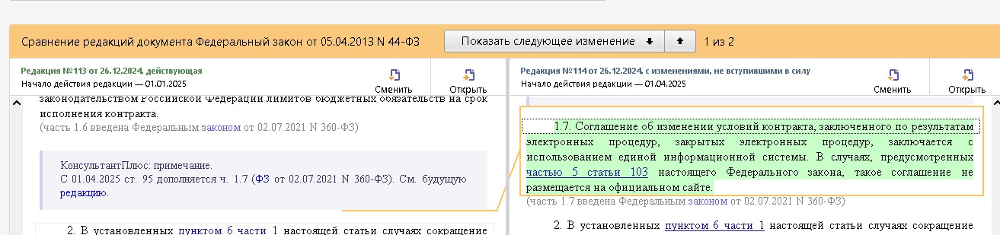 Сравнение редакций документа Федеральный закон от 05.04.2013 N 44-ФЗ
Показать следующее изменение
1 из 2
Редакция №113 от 26.12.2024, действующая
Начало действия редакции — 01.01.2025
Сменить
Открыть
законодательством Российской Федерации лимитов бюджетных обязательств на срок
исполнения контракта.
(часть 1.6 введена Федеральным законом от 02.07.2021 N 360-ФЗ)
КонсультантПлюс: примечание.
С 01.04.2025 ст. 95 дополняется ч. 1.7 (ФЗ от 02.07.2021 N 360-ФЗ). См. будущую
редакцию.
2. В установленных пунктом 6 части 1 настоящей статьи случаях сокращение
Редакция №114 от 26.12.2024, с изменениями, не вступившими в силу
Начало действия редакции — 01.04.2025
Сменить
Открыть
1.7. Соглашение об изменении условий контракта, заключенного по результатам
электронных процедур, закрытых электронных процедур, заключается с
использованием единой информационной системы. В случаях, предусмотренных
частью 5 статьи 103 настоящего Федерального закона, такое соглашение не
размещается на официальном сайте.
(часть 1.7 введена Федеральным законом от 02.07.2021 N 360-ФЗ)
2. В установленных пунктом 6 части 1 настоящей статьи случаях сокращение